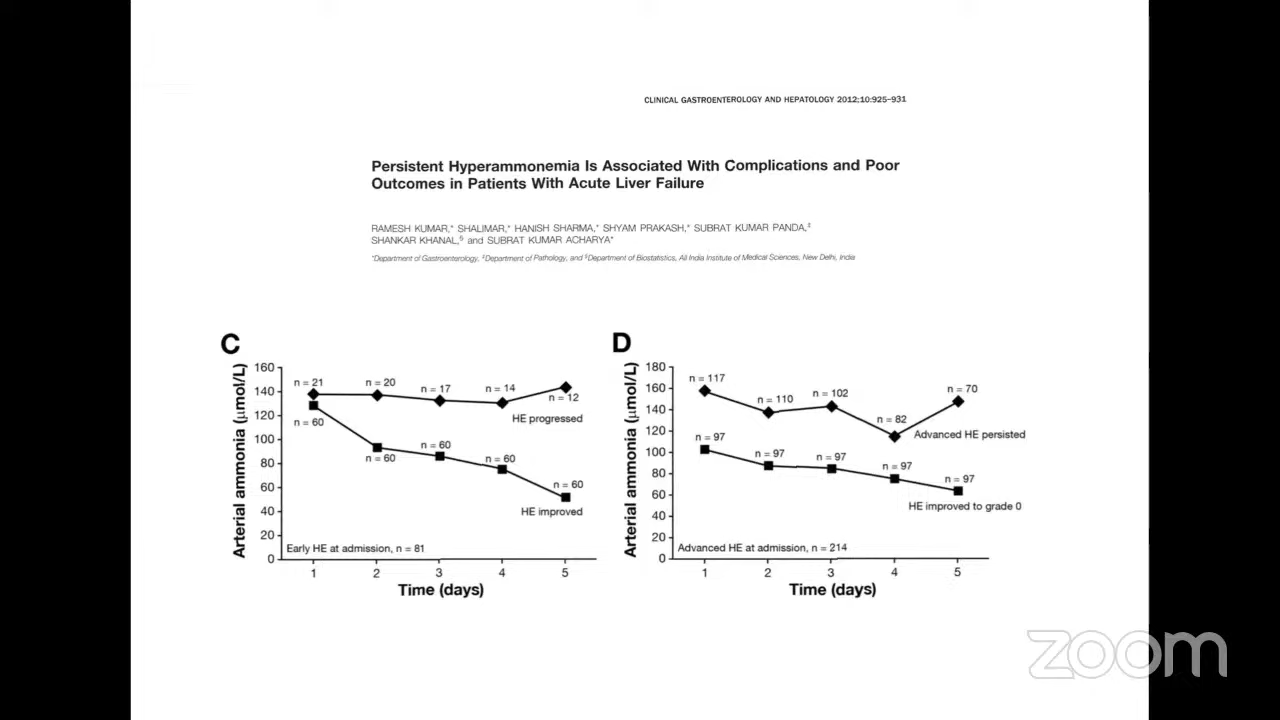 CLINICAL GASTROENTEROLOGY AND HEPATOLOGY 2012;10:925–931
Persistent Hyperammonemia Is Associated With Complications and Poor
Outcomes in Patients With Acute Liver Failure
RAMESH KUMAR,* SHALIMAR,* HANISH SHARMA,* SHYAM PRAKASH,* SUBRAT KUMAR PANDA,‡
SHANKAR KHANAL,§ and SUBRAT KUMAR ACHARYA*
*Department of Gastroenterology, ‡Department of Pathology, and §Department of Biostatistics, All India Institute of Medical Sciences, New Delhi, India
C
Arterial ammonia (µmol/L)
160
140
120
100
80
60
40
20
0
n = 21
n = 20
n = 17
n = 14
n = 12
HE progressed
n = 60
n = 60
n = 60
n = 60
n = 60
HE improved
Early HE at admission, n = 81
1 2 3 4 5
Time (days)
D
Arterial ammonia (µmol/L)
180
160
140
120
100
80
60
40
20
0
n = 117
n = 110
n = 102
n = 82
n = 70
Advanced HE persisted
n = 97
n = 97
n = 97
n = 97
n = 97
HE improved to grade 0
Advanced HE at admission, n = 214
1 2 3 4 5
Time (days)
zoom